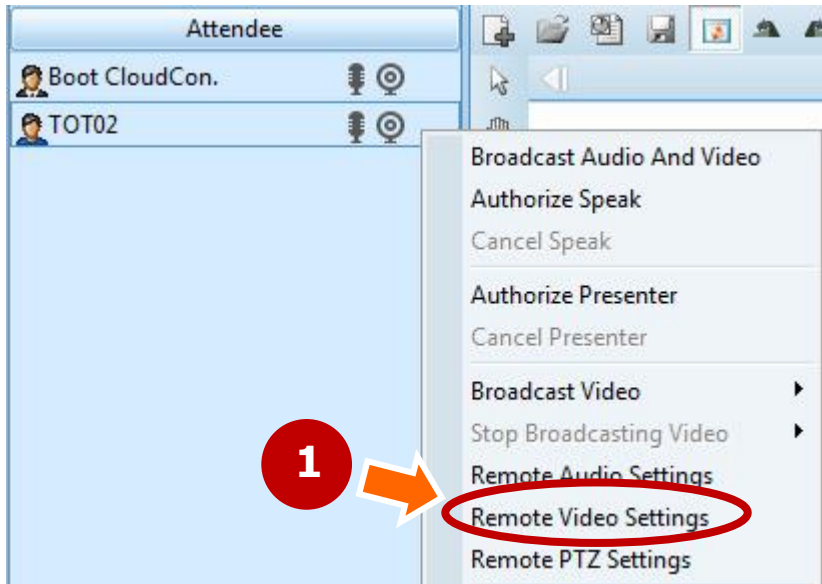 Attendee
Boot CloudCon.
TOT02
Broadcast Audio And Video
Authorize Speak
Cancel Speak
Authorize Presenter
Cancel Presenter
Broadcast Video
Stop Broadcasting Video
1
Remote Audio Settings
Remote Video Settings
Remote PTZ Settings